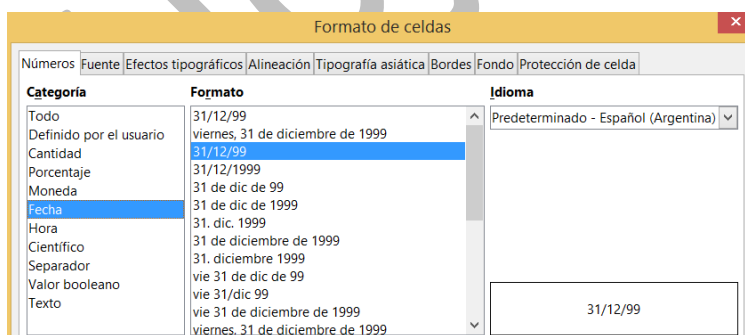 Formato de celdas
Números Fuente Efectos tipográficos Alineación Tipografía asiática Bordes Fondo Protección de celda
Categoría
Todo
Definido por el usuario
Cantidad
Porcentaje
Moneda
Fecha
Hora
Científico
Separador
Valor booleano
Texto
Formato
31/12/99
viernes, 31 de diciembre de 1999
31/12/99
31/12/1999
31 de dic de 99
31 de dic de 1999
31. dic. 1999
31 de diciembre de 1999
31. diciembre 1999
vie 31 de dic de 99
vie 31/dic 99
vie 31 de diciembre de 1999
viernes, 31 de diciembre de 1999
Idioma
Predeterminado - Español (Argentina)
31/12/99